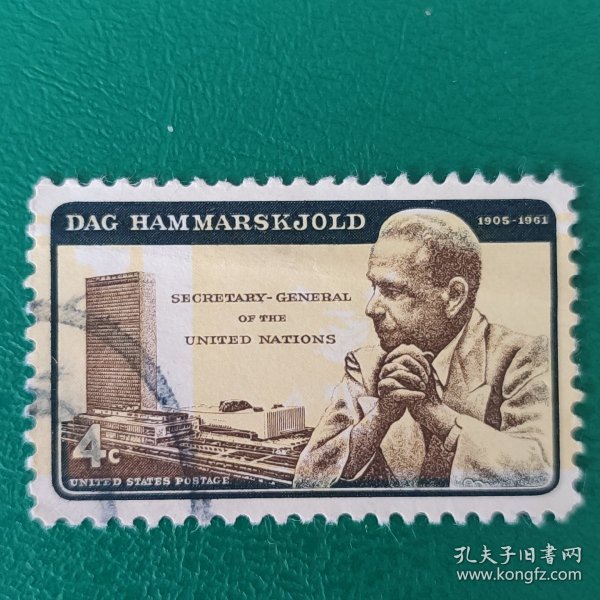 DAG HAMMARSKJOLD
1905-1961
SECRETARY-GENERAL
OF THE
UNITED NATIONS
4c
UNITED STATES POSTAGE
孔夫子旧書网
www.kongfz.com